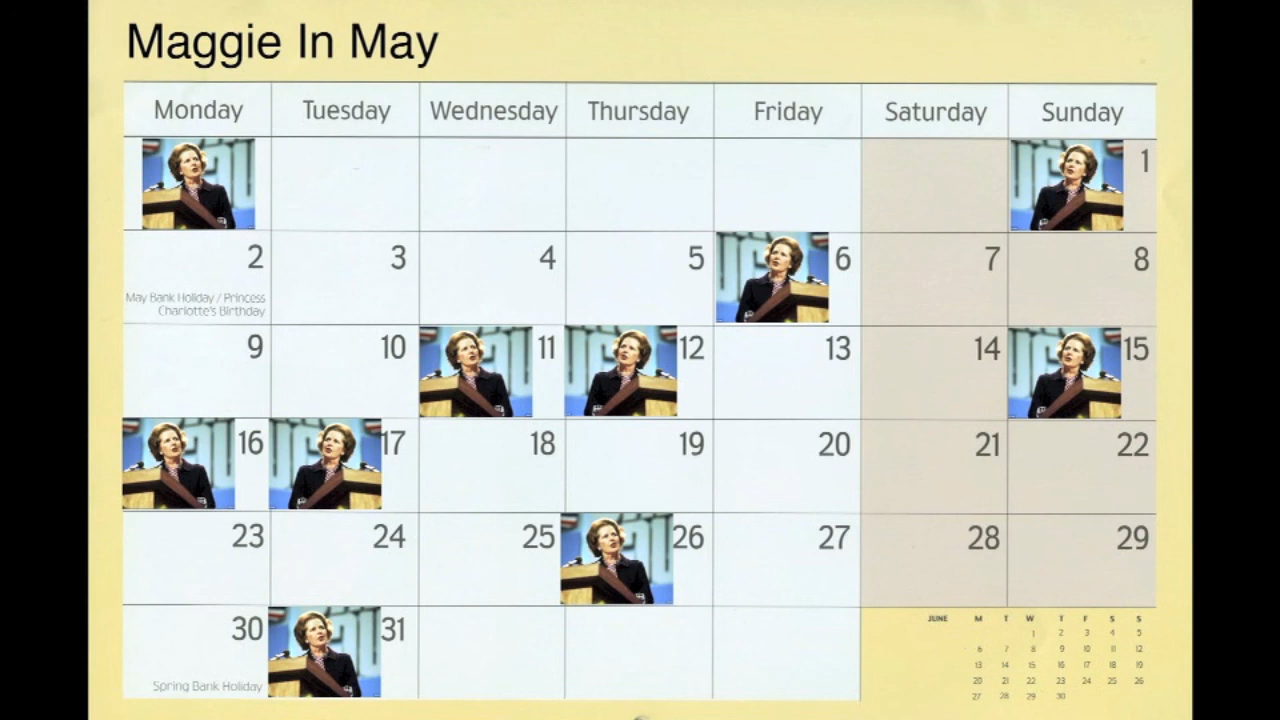 Maggie In May
Monday Tuesday Wednesday Thursday Friday Saturday Sunday
1
2 3 4 5 6 7 8
May Bank Holiday / Princess
Charlotte's Birthday
9 10 11 12 13 14 15
16 17 18 19 20 21 22
23 24 25 26 27 28 29
30 31
Spring Bank Holiday
JUNE M T W T F S S
1 2 3 4 5
6 7 8 9 10 11 12
13 14 15 16 17 18 19
20 21 22 23 24 25 26
27 28 29 30